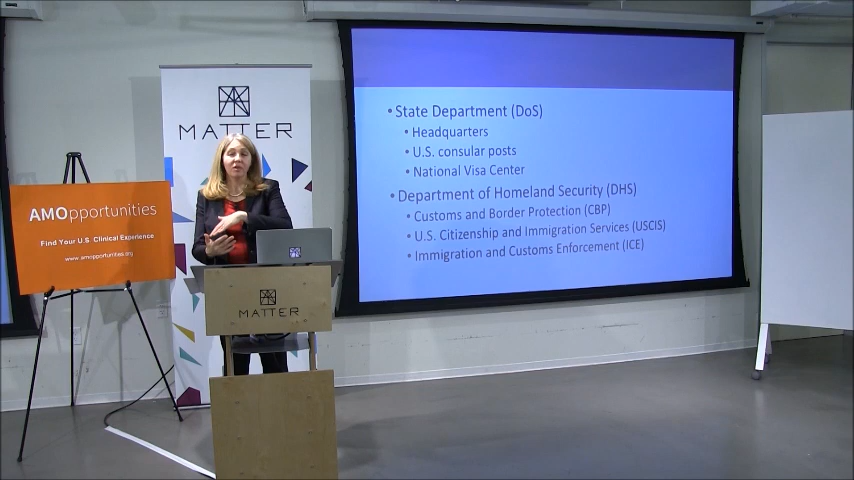 MATTER
AMOpportunities
Find Your U.S. Clinical Experience
www.amopportunities.org
MATTER
• State Department (DoS)
• Headquarters
• U.S. consular posts
• National Visa Center
• Department of Homeland Security (DHS)
• Customs and Border Protection (CBP)
• U.S. Citizenship and Immigration Services (USCIS)
• Immigration and Customs Enforcement (ICE)